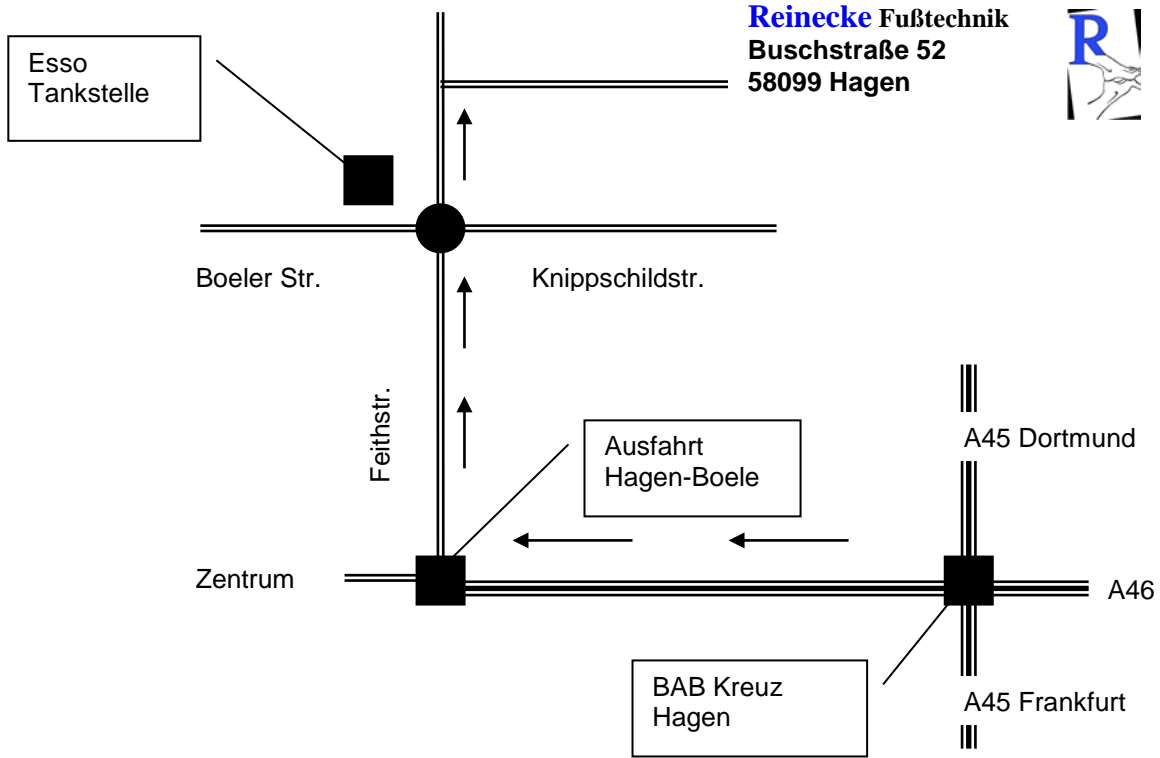 Reinecke Fußtechnik
Buschstraße 52
58099 Hagen
R
Esso
Tankstelle
Boeler Str.
Knippschildstr.
Feithstr.
Ausfahrt
Hagen-Boele
A45 Dortmund
Zentrum
A46
BAB Kreuz
Hagen
A45 Frankfurt